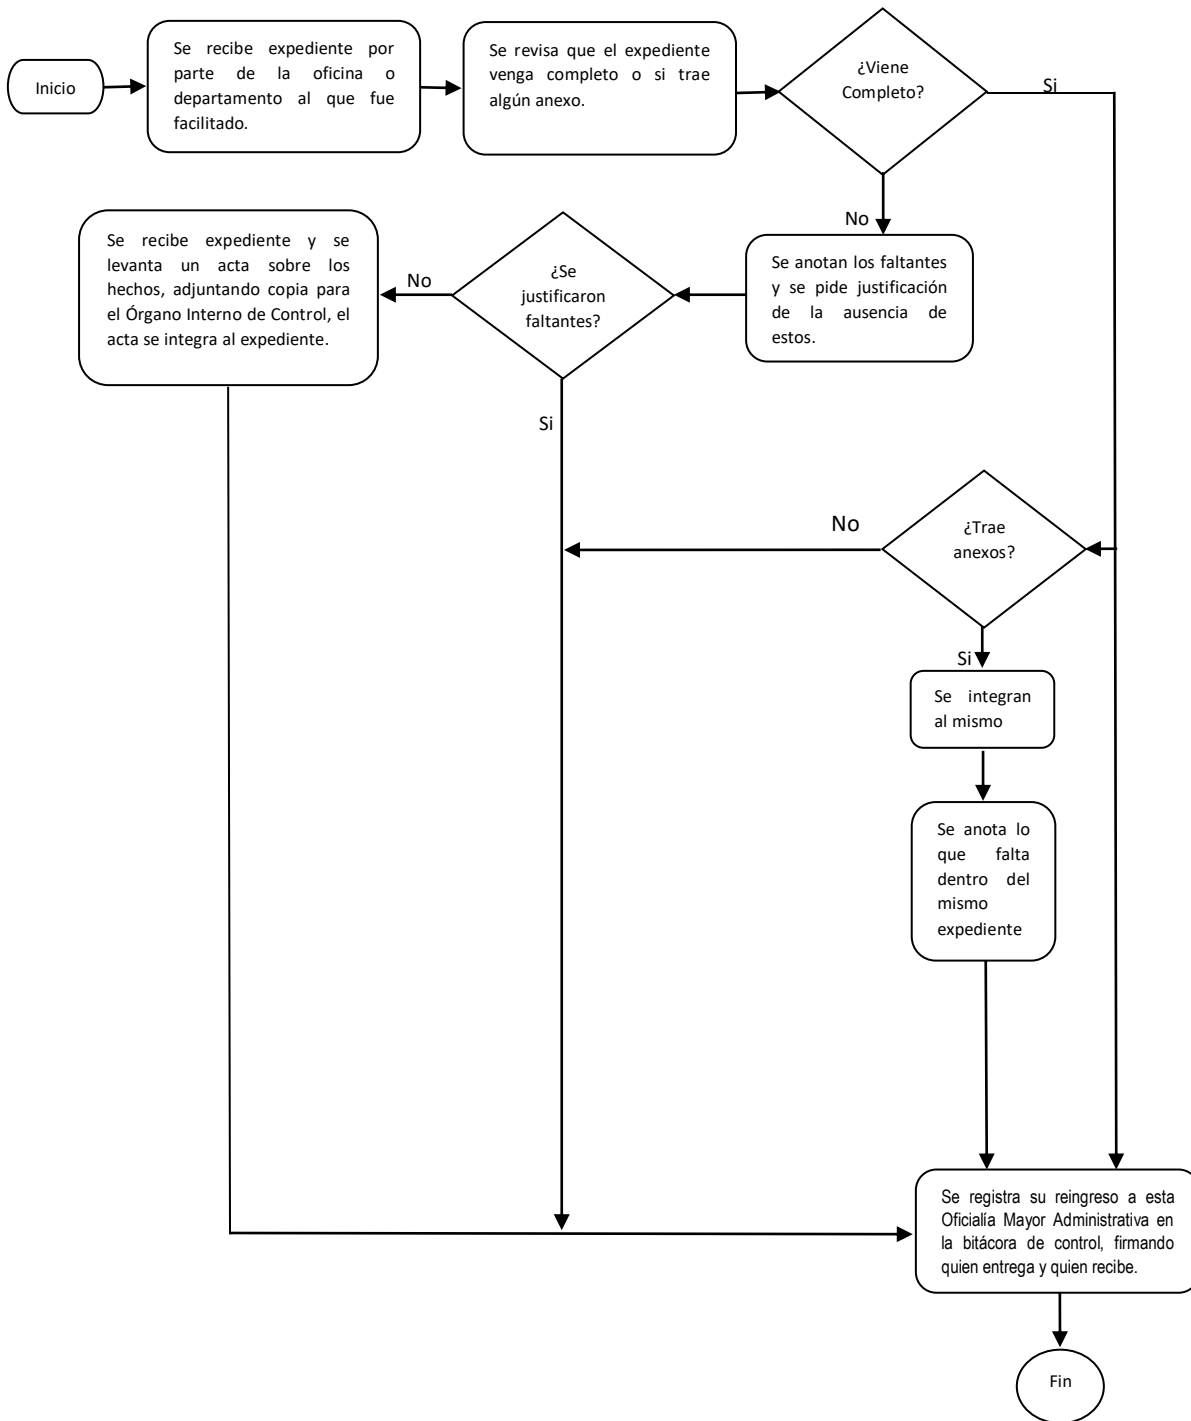 Inicio
Se recibe expediente por
parte de la oficina o
departamento al que fue
facilitado.
Se revisa que el expediente
venga completo o si trae
algún anexo.
¿Viene
Completo?
Si
No
Se anotan los faltantes
y se pide justificación
de la ausencia de
estos.
¿Se
justificaron
faltantes?
No
Se recibe expediente y se
levanta un acta sobre los
hechos, adjuntando copia para
el Órgano Interno de Control, el
acta se integra al expediente.
Si
¿Trae
anexos?
No
Si
Se integran
al mismo
Se anota lo
que falta
dentro del
mismo
expediente
Se registra su reingreso a esta
Oficialía Mayor Administrativa en
la bitácora de control, firmando
quien entrega y quien recibe.
Fin